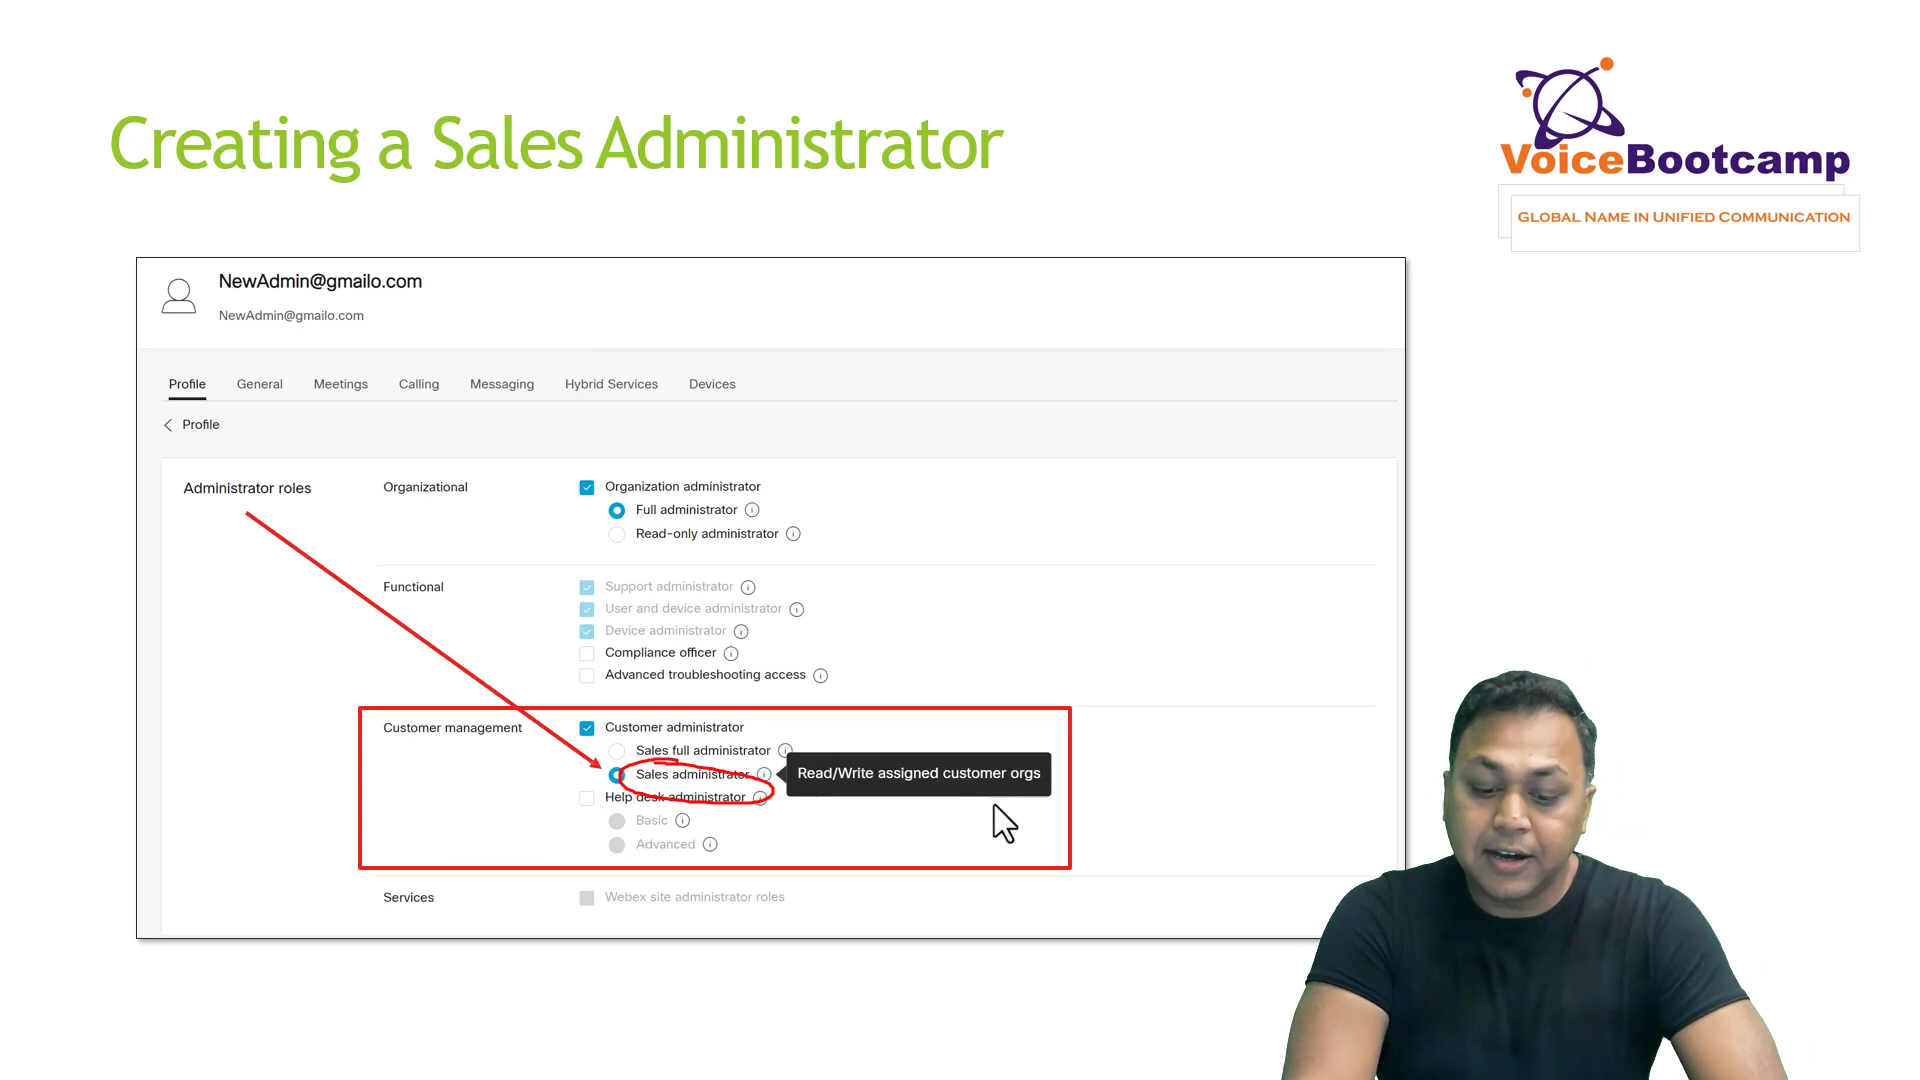 Creating a Sales Administrator
VoiceBootcamp
GLOBAL NAME IN UNIFIED COMMUNICATION
NewAdmin@gmailo.com
NewAdmin@gmailo.com
Profile General Meetings Calling Messaging Hybrid Services Devices
Profile
Administrator roles
Organizational
Organization administrator
Full administrator
Read-only administrator
Functional
Support administrator
User and device administrator
Device administrator
Compliance officer
Advanced troubleshooting access
Customer management
Customer administrator
Sales full administrator
Sales administrator
Read/Write assigned customer orgs
Help desk administrator
Basic
Advanced
Services
Webex site administrator roles